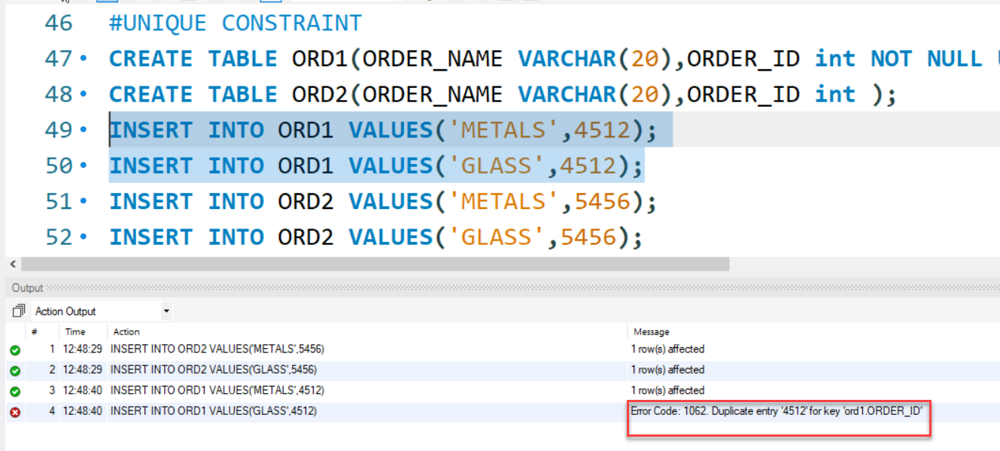 46 #UNIQUE CONSTRAINT
47 CREATE TABLE ORD1(ORDER_NAME VARCHAR(20),ORDER_ID int NOT NULL
48 CREATE TABLE ORD2(ORDER_NAME VARCHAR(20),ORDER_ID int );
49 INSERT INTO ORD1 VALUES('METALS',4512);
50 INSERT INTO ORD1 VALUES('GLASS',4512);
51 INSERT INTO ORD2 VALUES('METALS',5456);
52 INSERT INTO ORD2 VALUES('GLASS',5456);
Output
Action Output
# Time Action Message
1 12:48:29 INSERT INTO ORD2 VALUES('METALS',5456) 1 row(s) affected
2 12:48:29 INSERT INTO ORD2 VALUES('GLASS',5456) 1 row(s) affected
3 12:48:40 INSERT INTO ORD1 VALUES('METALS',4512) 1 row(s) affected
4 12:48:40 INSERT INTO ORD1 VALUES('GLASS',4512) Error Code: 1062. Duplicate entry '4512' for key 'ord1.ORDER_ID'